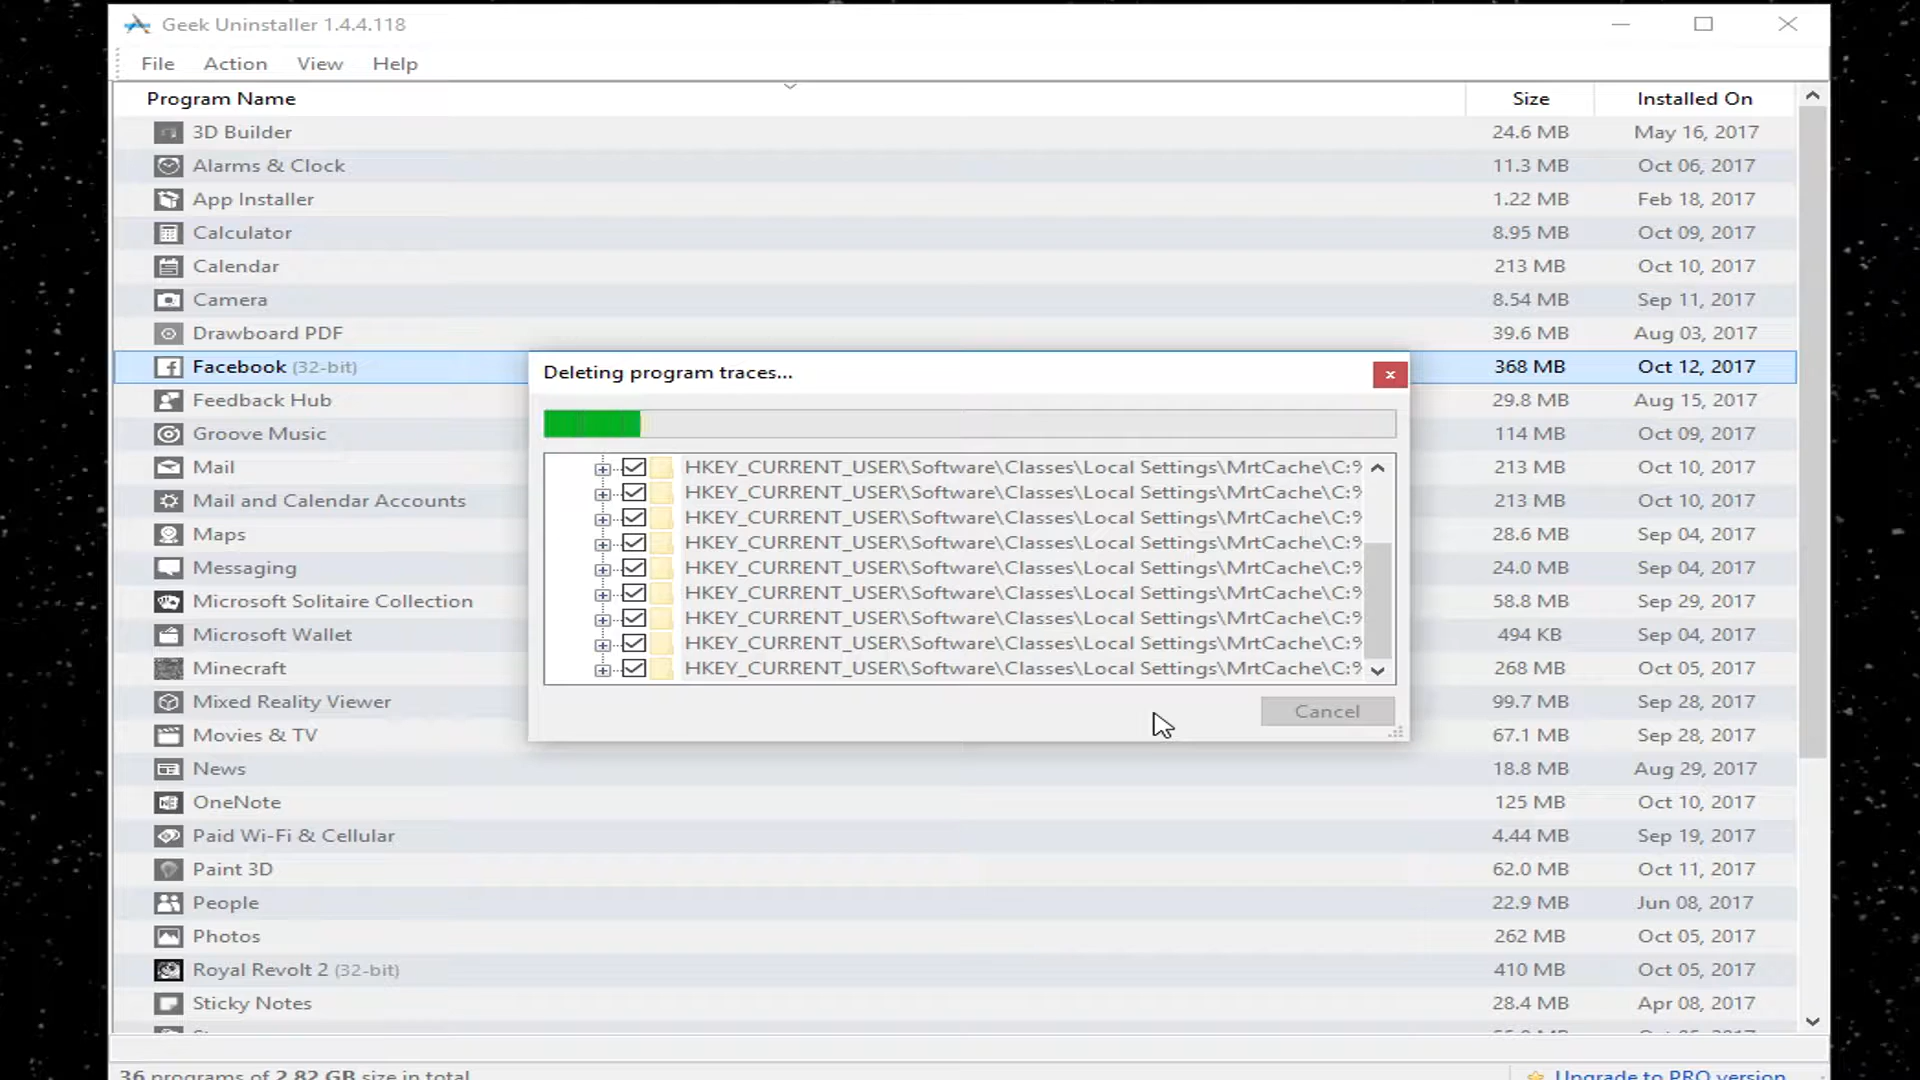 Geek Uninstaller 1.4.4.118
File Action View Help
Program Name Size Installed On
3D Builder 24.6 MB May 16, 2017
Alarms & Clock 11.3 MB Oct 06, 2017
App Installer 1.22 MB Feb 18, 2017
Calculator 8.95 MB Oct 09, 2017
Calendar 213 MB Oct 10, 2017
Camera 8.54 MB Sep 11, 2017
Drawboard PDF 39.6 MB Aug 03, 2017
Facebook (32-bit) 368 MB Oct 12, 2017
Feedback Hub 29.8 MB Aug 15, 2017
Groove Music 114 MB Oct 09, 2017
Mail 213 MB Oct 10, 2017
Mail and Calendar Accounts 213 MB Oct 10, 2017
Maps 28.6 MB Sep 04, 2017
Messaging 24.0 MB Sep 04, 2017
Microsoft Solitaire Collection 58.8 MB Sep 29, 2017
Microsoft Wallet 494 KB Sep 04, 2017
Minecraft 268 MB Oct 05, 2017
Mixed Reality Viewer 99.7 MB Sep 28, 2017
Movies & TV 67.1 MB Sep 28, 2017
News 18.8 MB Aug 29, 2017
OneNote 125 MB Oct 10, 2017
Paid Wi-Fi & Cellular 4.44 MB Sep 19, 2017
Paint 3D 62.0 MB Oct 11, 2017
People 22.9 MB Jun 08, 2017
Photos 262 MB Oct 05, 2017
Royal Revolt 2 (32-bit) 410 MB Oct 05, 2017
Sticky Notes 28.4 MB Apr 08, 2017
36 programs of 2.82 GB size in total Upgrade to PRO version
Deleting program traces...
HKEY_CURRENT_USER\Software\Classes\Local Settings\MrtCache\C:%
HKEY_CURRENT_USER\Software\Classes\Local Settings\MrtCache\C:%
HKEY_CURRENT_USER\Software\Classes\Local Settings\MrtCache\C:%
HKEY_CURRENT_USER\Software\Classes\Local Settings\MrtCache\C:%
HKEY_CURRENT_USER\Software\Classes\Local Settings\MrtCache\C:%
HKEY_CURRENT_USER\Software\Classes\Local Settings\MrtCache\C:%
HKEY_CURRENT_USER\Software\Classes\Local Settings\MrtCache\C:%
HKEY_CURRENT_USER\Software\Classes\Local Settings\MrtCache\C:%
HKEY_CURRENT_USER\Software\Classes\Local Settings\MrtCache\C:%
Cancel